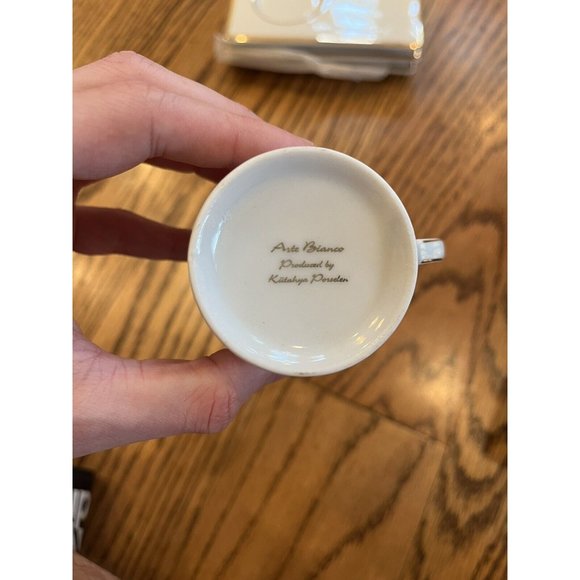 Arte Bianco
Produced by
Kütahya Porselen